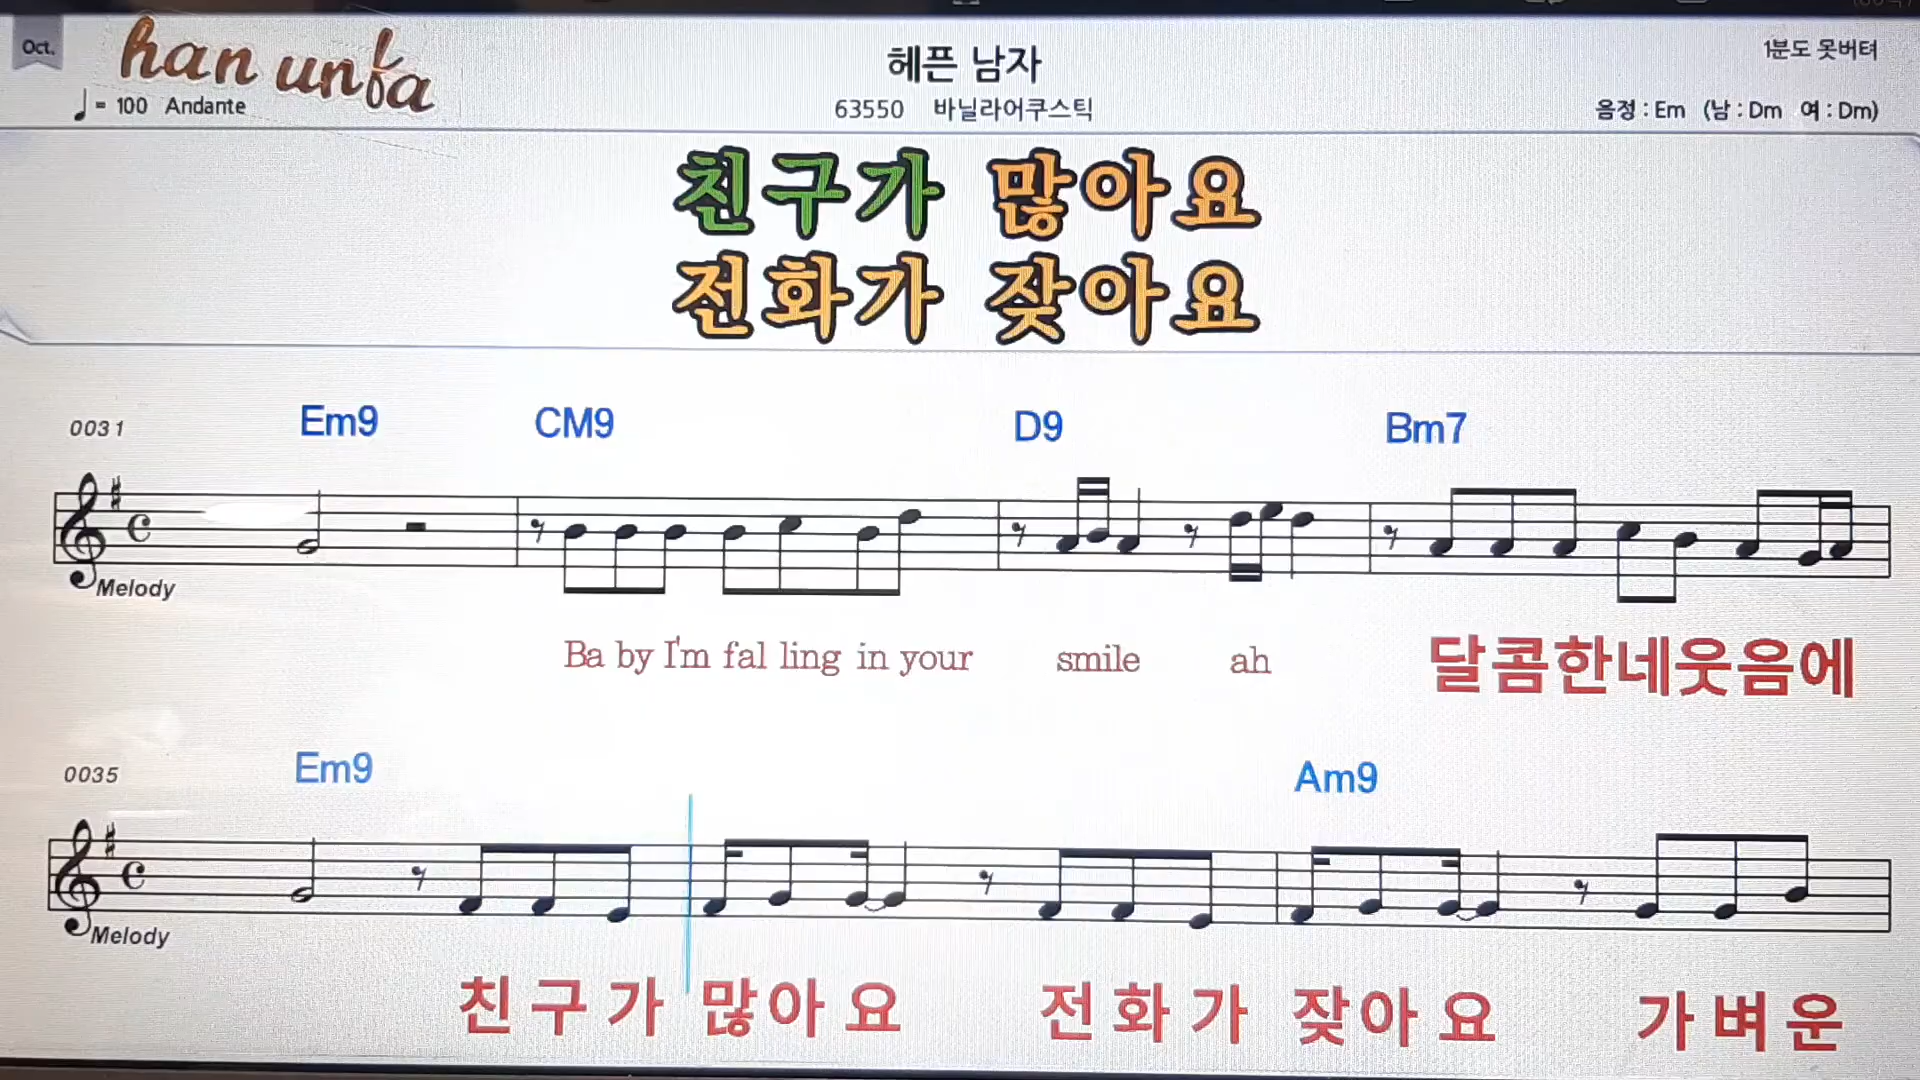 Oct.
han unfa
♩= 100 Andante
헤픈 남자
63550 바닐라어쿠스틱
1분도 못버텨
음정 : Em (남 : Dm 여 : Dm)
친구가 많아요
전화가 잦아요
0031 Em9 CM9 D9 Bm7
Melody
Ba by I'm fal ling in your smile ah 달콤한네웃음에
0035 Em9 Am9
Melody
친구가 많아요 전화가 잦아요 가벼운